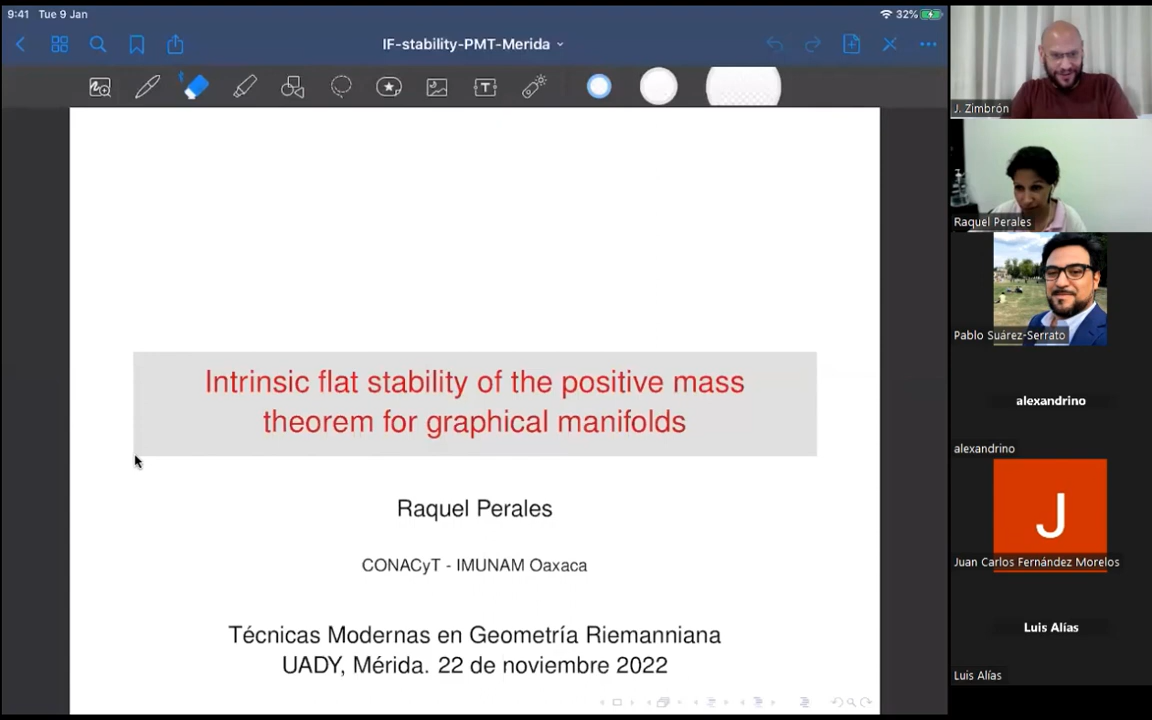 9:41 Tue 9 Jan
32%
IF-stability-PMT-Merida
T
Intrinsic flat stability of the positive mass
theorem for graphical manifolds
Raquel Perales
CONACyT - IMUNAM Oaxaca
Técnicas Modernas en Geometría Riemanniana
UADY, Mérida. 22 de noviembre 2022
J. Zimbrón
Raquel Perales
Pablo Suárez-Serrato
alexandrino
alexandrino
J
Juan Carlos Fernández Morelos
Luis Alías
Luis Alías